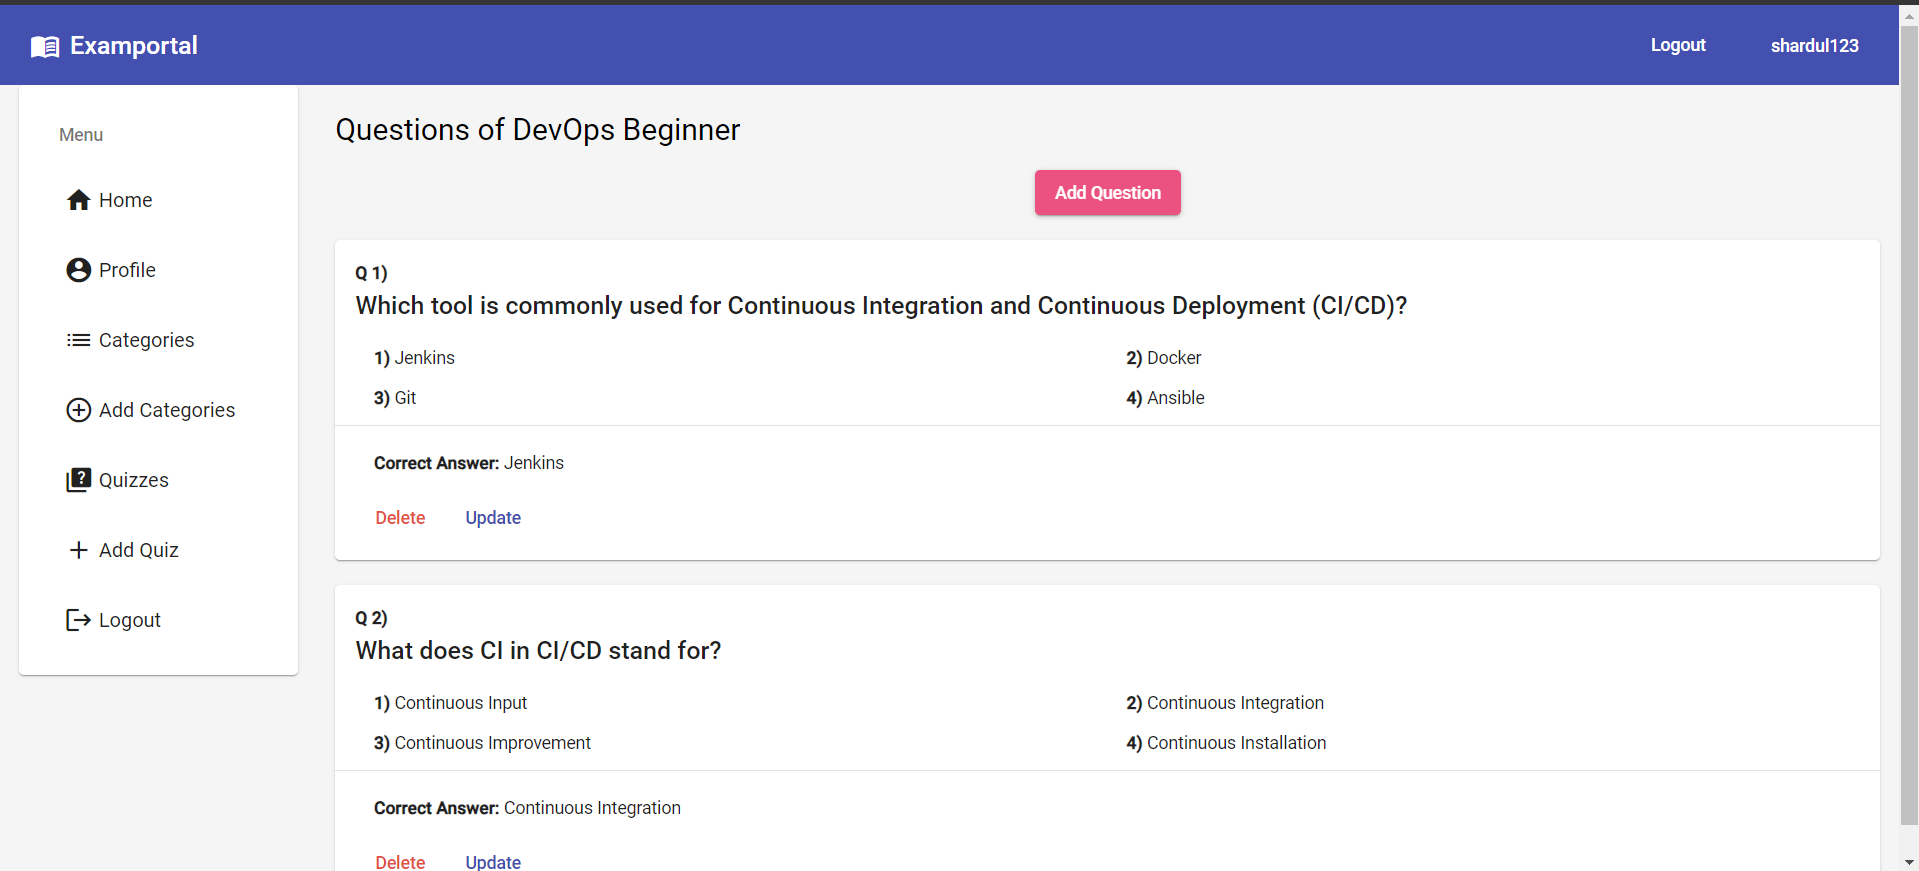 Examportal
Logout
shardul123
Menu
Home
Profile
Categories
Add Categories
Quizzes
Add Quiz
Logout
Questions of DevOps Beginner
Add Question
Q 1)
Which tool is commonly used for Continuous Integration and Continuous Deployment (CI/CD)?
1) Jenkins
2) Docker
3) Git
4) Ansible
Correct Answer: Jenkins
Delete
Update
Q 2)
What does CI in CI/CD stand for?
1) Continuous Input
2) Continuous Integration
3) Continuous Improvement
4) Continuous Installation
Correct Answer: Continuous Integration
Delete
Update